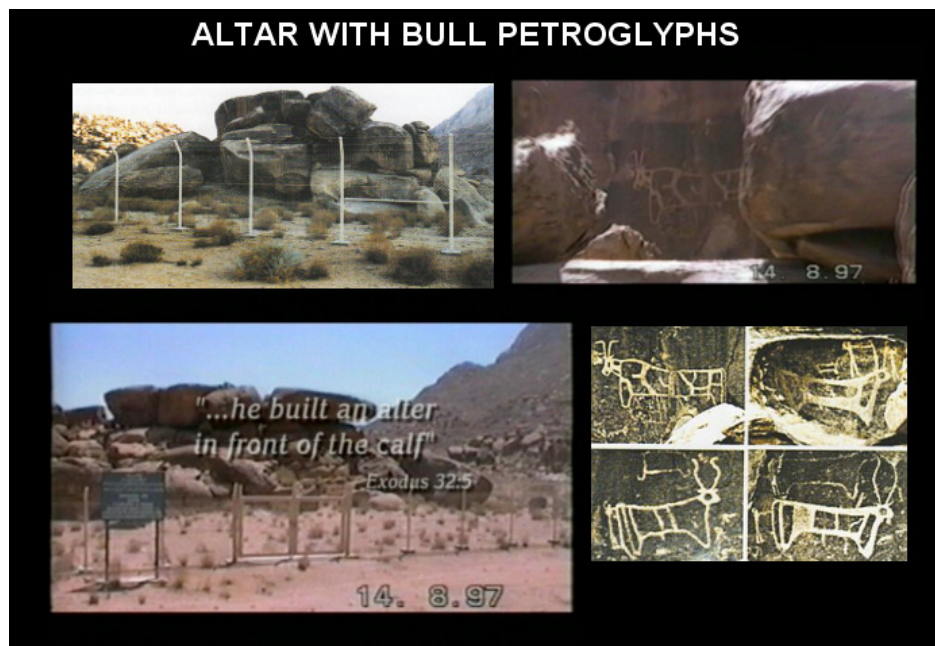 ALTAR WITH BULL PETROGLYPHS
14. 8.97
"...he built an alter
in front of the calf"
Exodus 32:5
14. 8.97